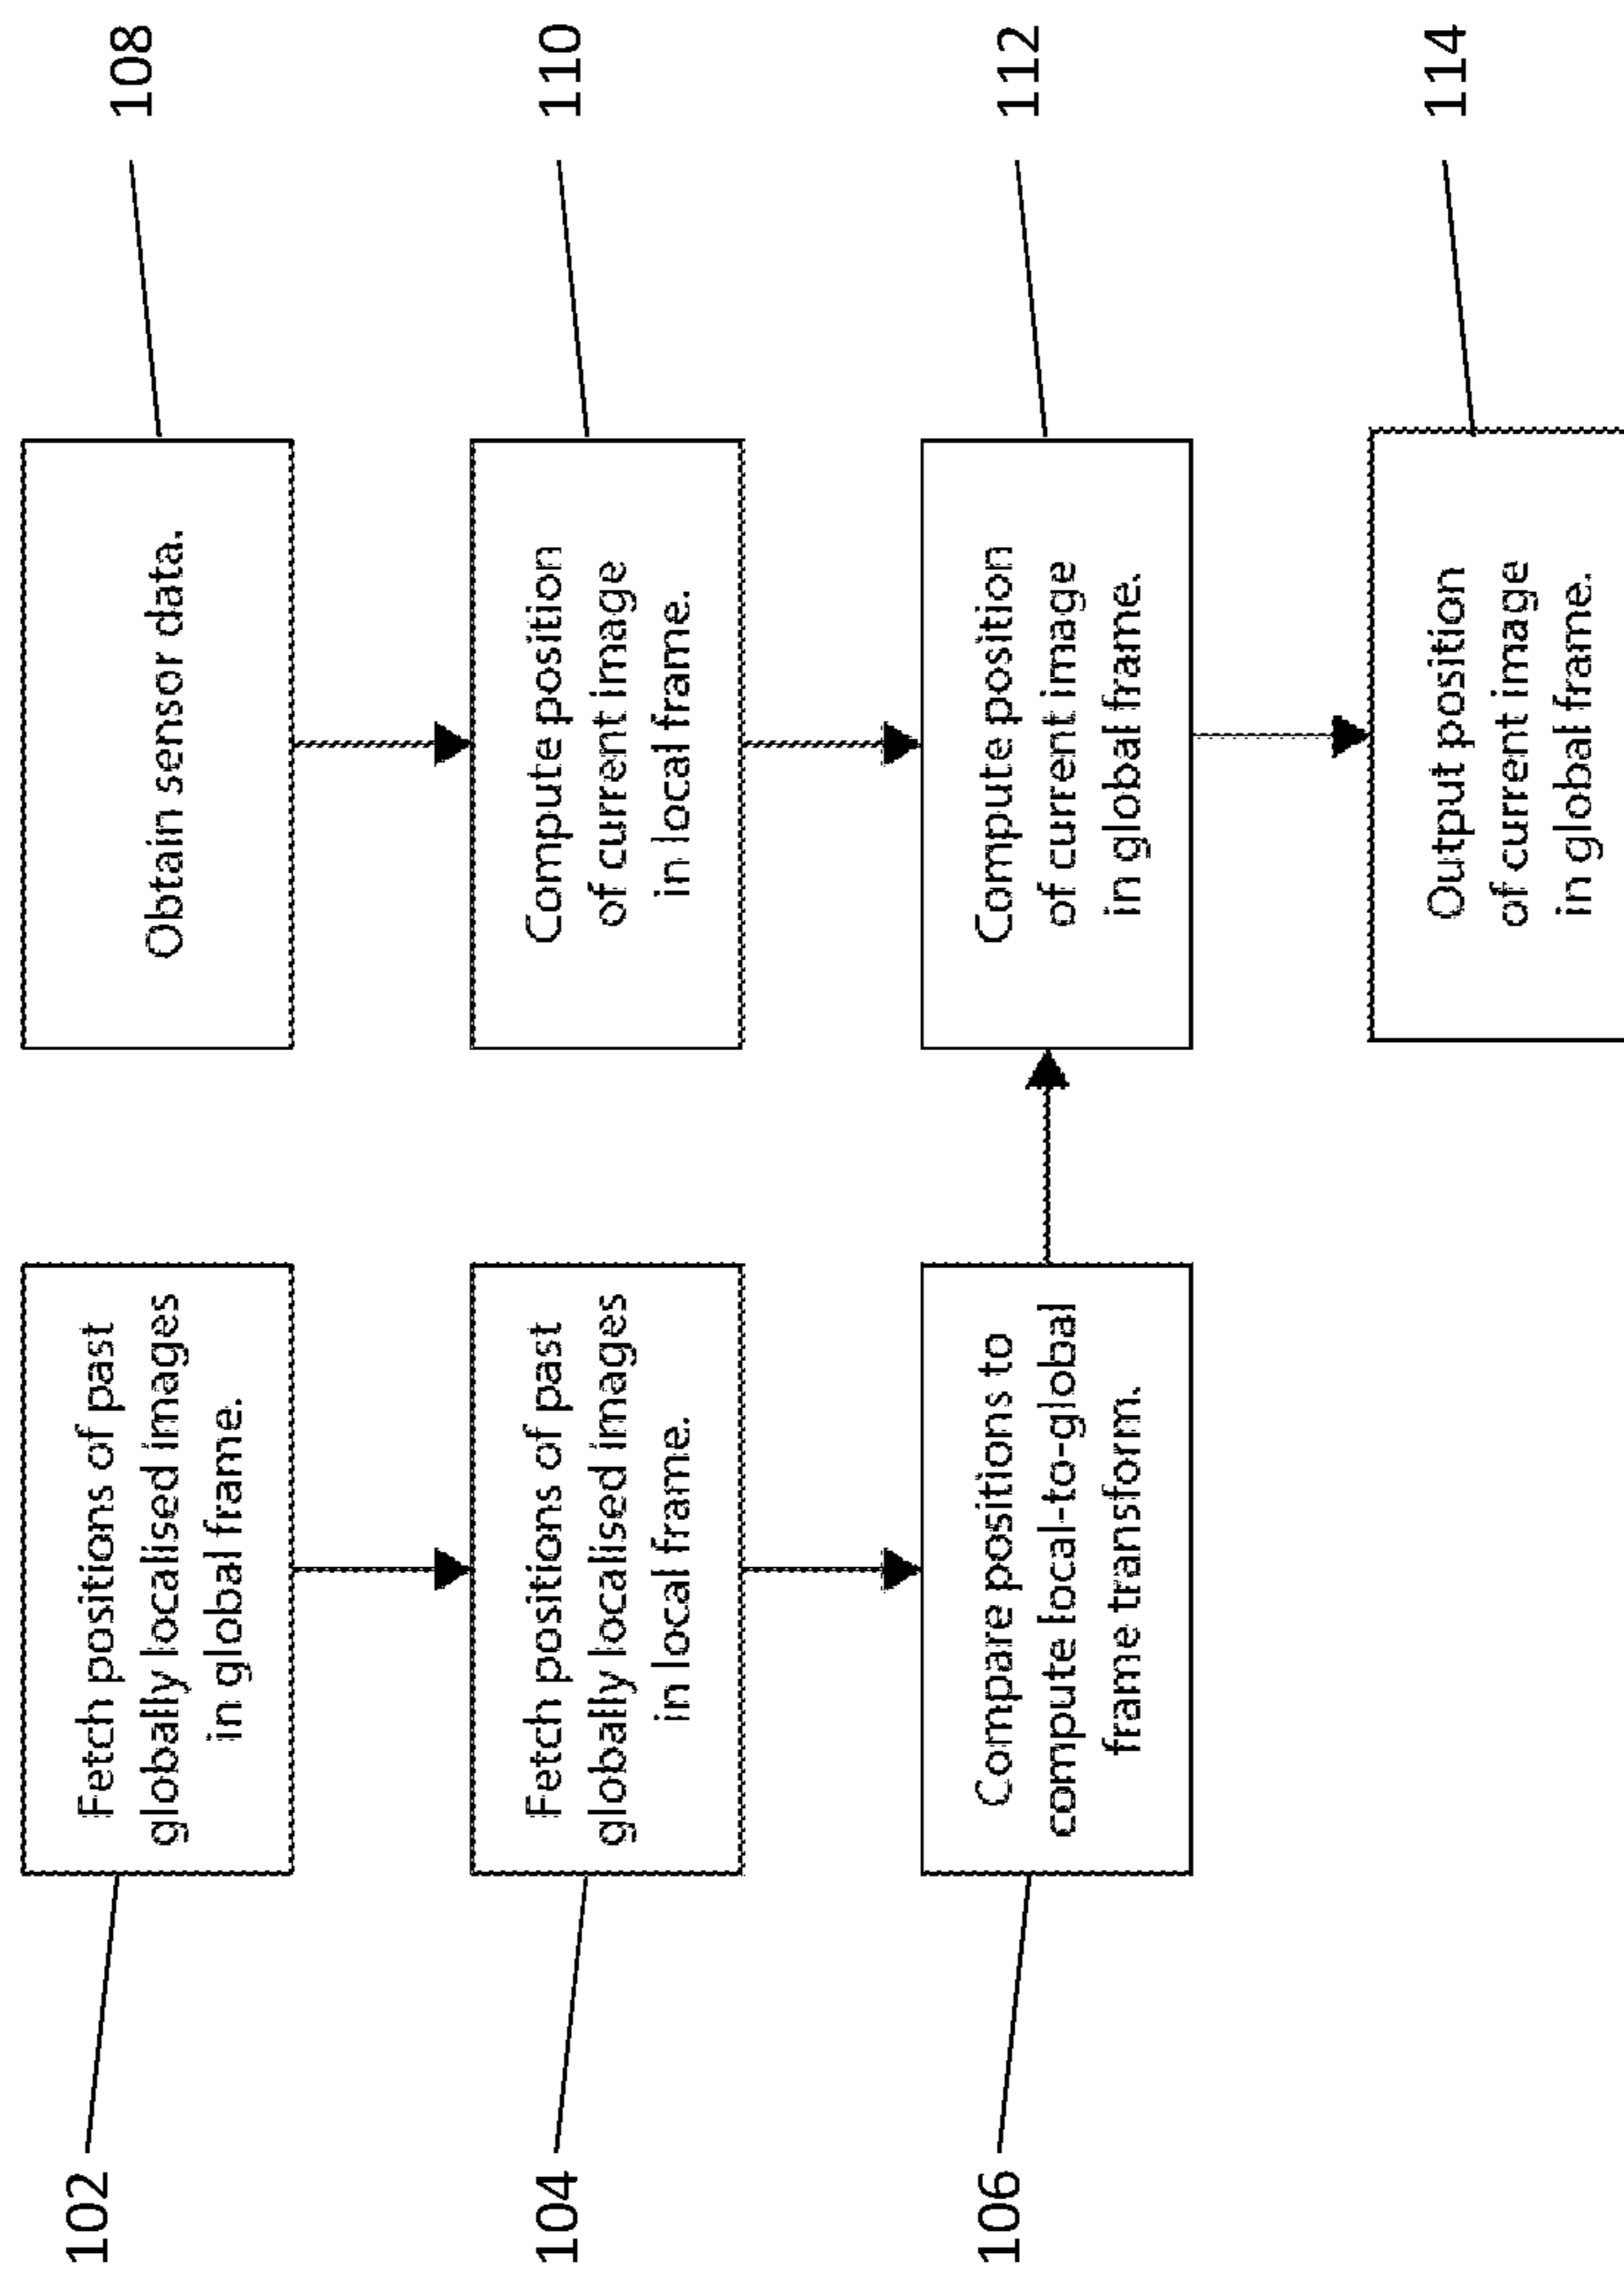 102
Fetch positions of past
globally localised images
in global frame.
Obtain sensor data.
108
104
Fetch positions of past
globally localised images
in local frame.
Compute position
of current image
in local frame.
110
106
Compare positions to
compute local-to-global
frame transform.
Compute position
of current image
in global frame.
112
Output position
of current image
in global frame.
114